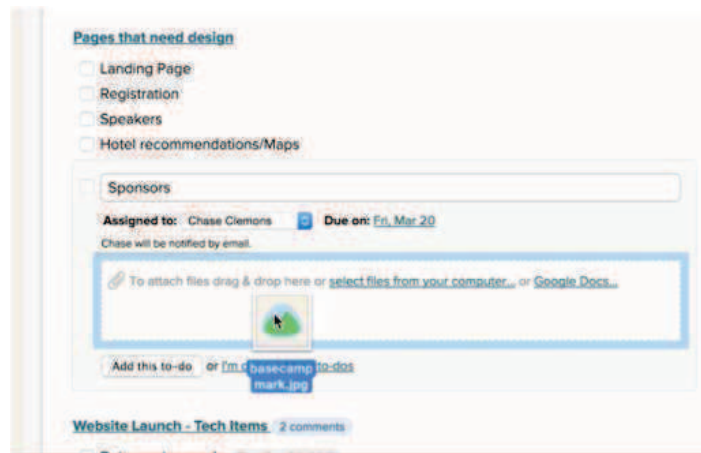 Pages that need design
Landing Page
Registration
Speakers
Hotel recommendations/Maps
Sponsors
Assigned to: Chase Clemons Due on: Fri, Mar 20
Chase will be notified by email.
To attach files drag & drop here or select files from your computer... or Google Docs...
Add this to-do or I'm to-dos
basecamp
mark.jpg
Website Launch - Tech Items 2 comments